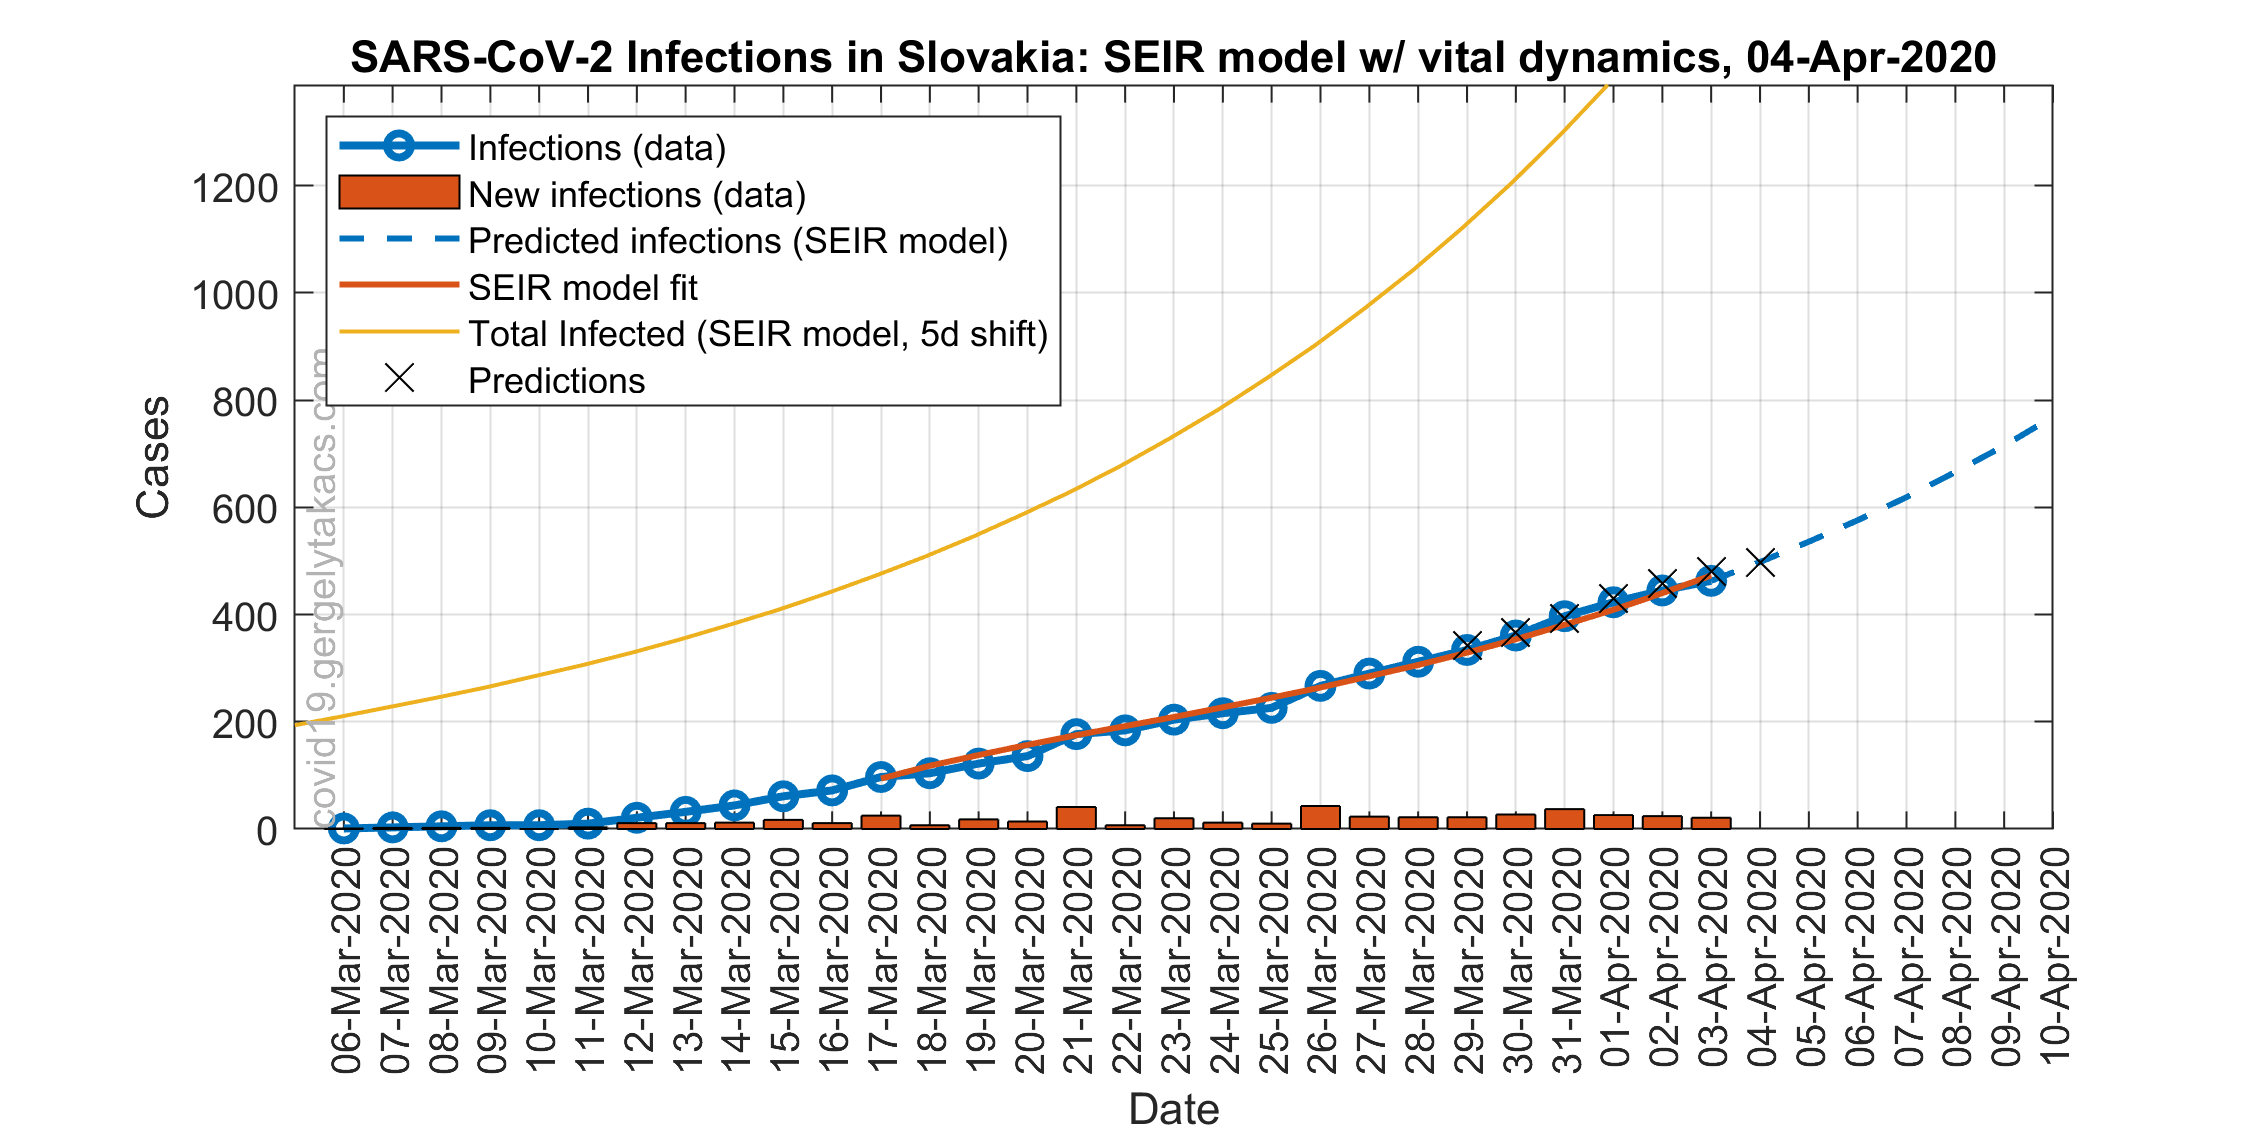 SARS-CoV-2 Infections in Slovakia: SEIR model w/ vital dynamics, 04-Apr-2020
Infections (data)
New infections (data)
Predicted infections (SEIR model)
SEIR model fit
Total Infected (SEIR model, 5d shift)
Predictions
covid19.gergelytakacs.com
Cases
1200
1000
800
600
400
200
0
06-Mar-2020
07-Mar-2020
08-Mar-2020
09-Mar-2020
10-Mar-2020
11-Mar-2020
12-Mar-2020
13-Mar-2020
14-Mar-2020
15-Mar-2020
16-Mar-2020
17-Mar-2020
18-Mar-2020
19-Mar-2020
20-Mar-2020
21-Mar-2020
22-Mar-2020
23-Mar-2020
24-Mar-2020
25-Mar-2020
26-Mar-2020
27-Mar-2020
28-Mar-2020
29-Mar-2020
30-Mar-2020
31-Mar-2020
01-Apr-2020
02-Apr-2020
03-Apr-2020
04-Apr-2020
05-Apr-2020
06-Apr-2020
07-Apr-2020
08-Apr-2020
09-Apr-2020
10-Apr-2020
Date